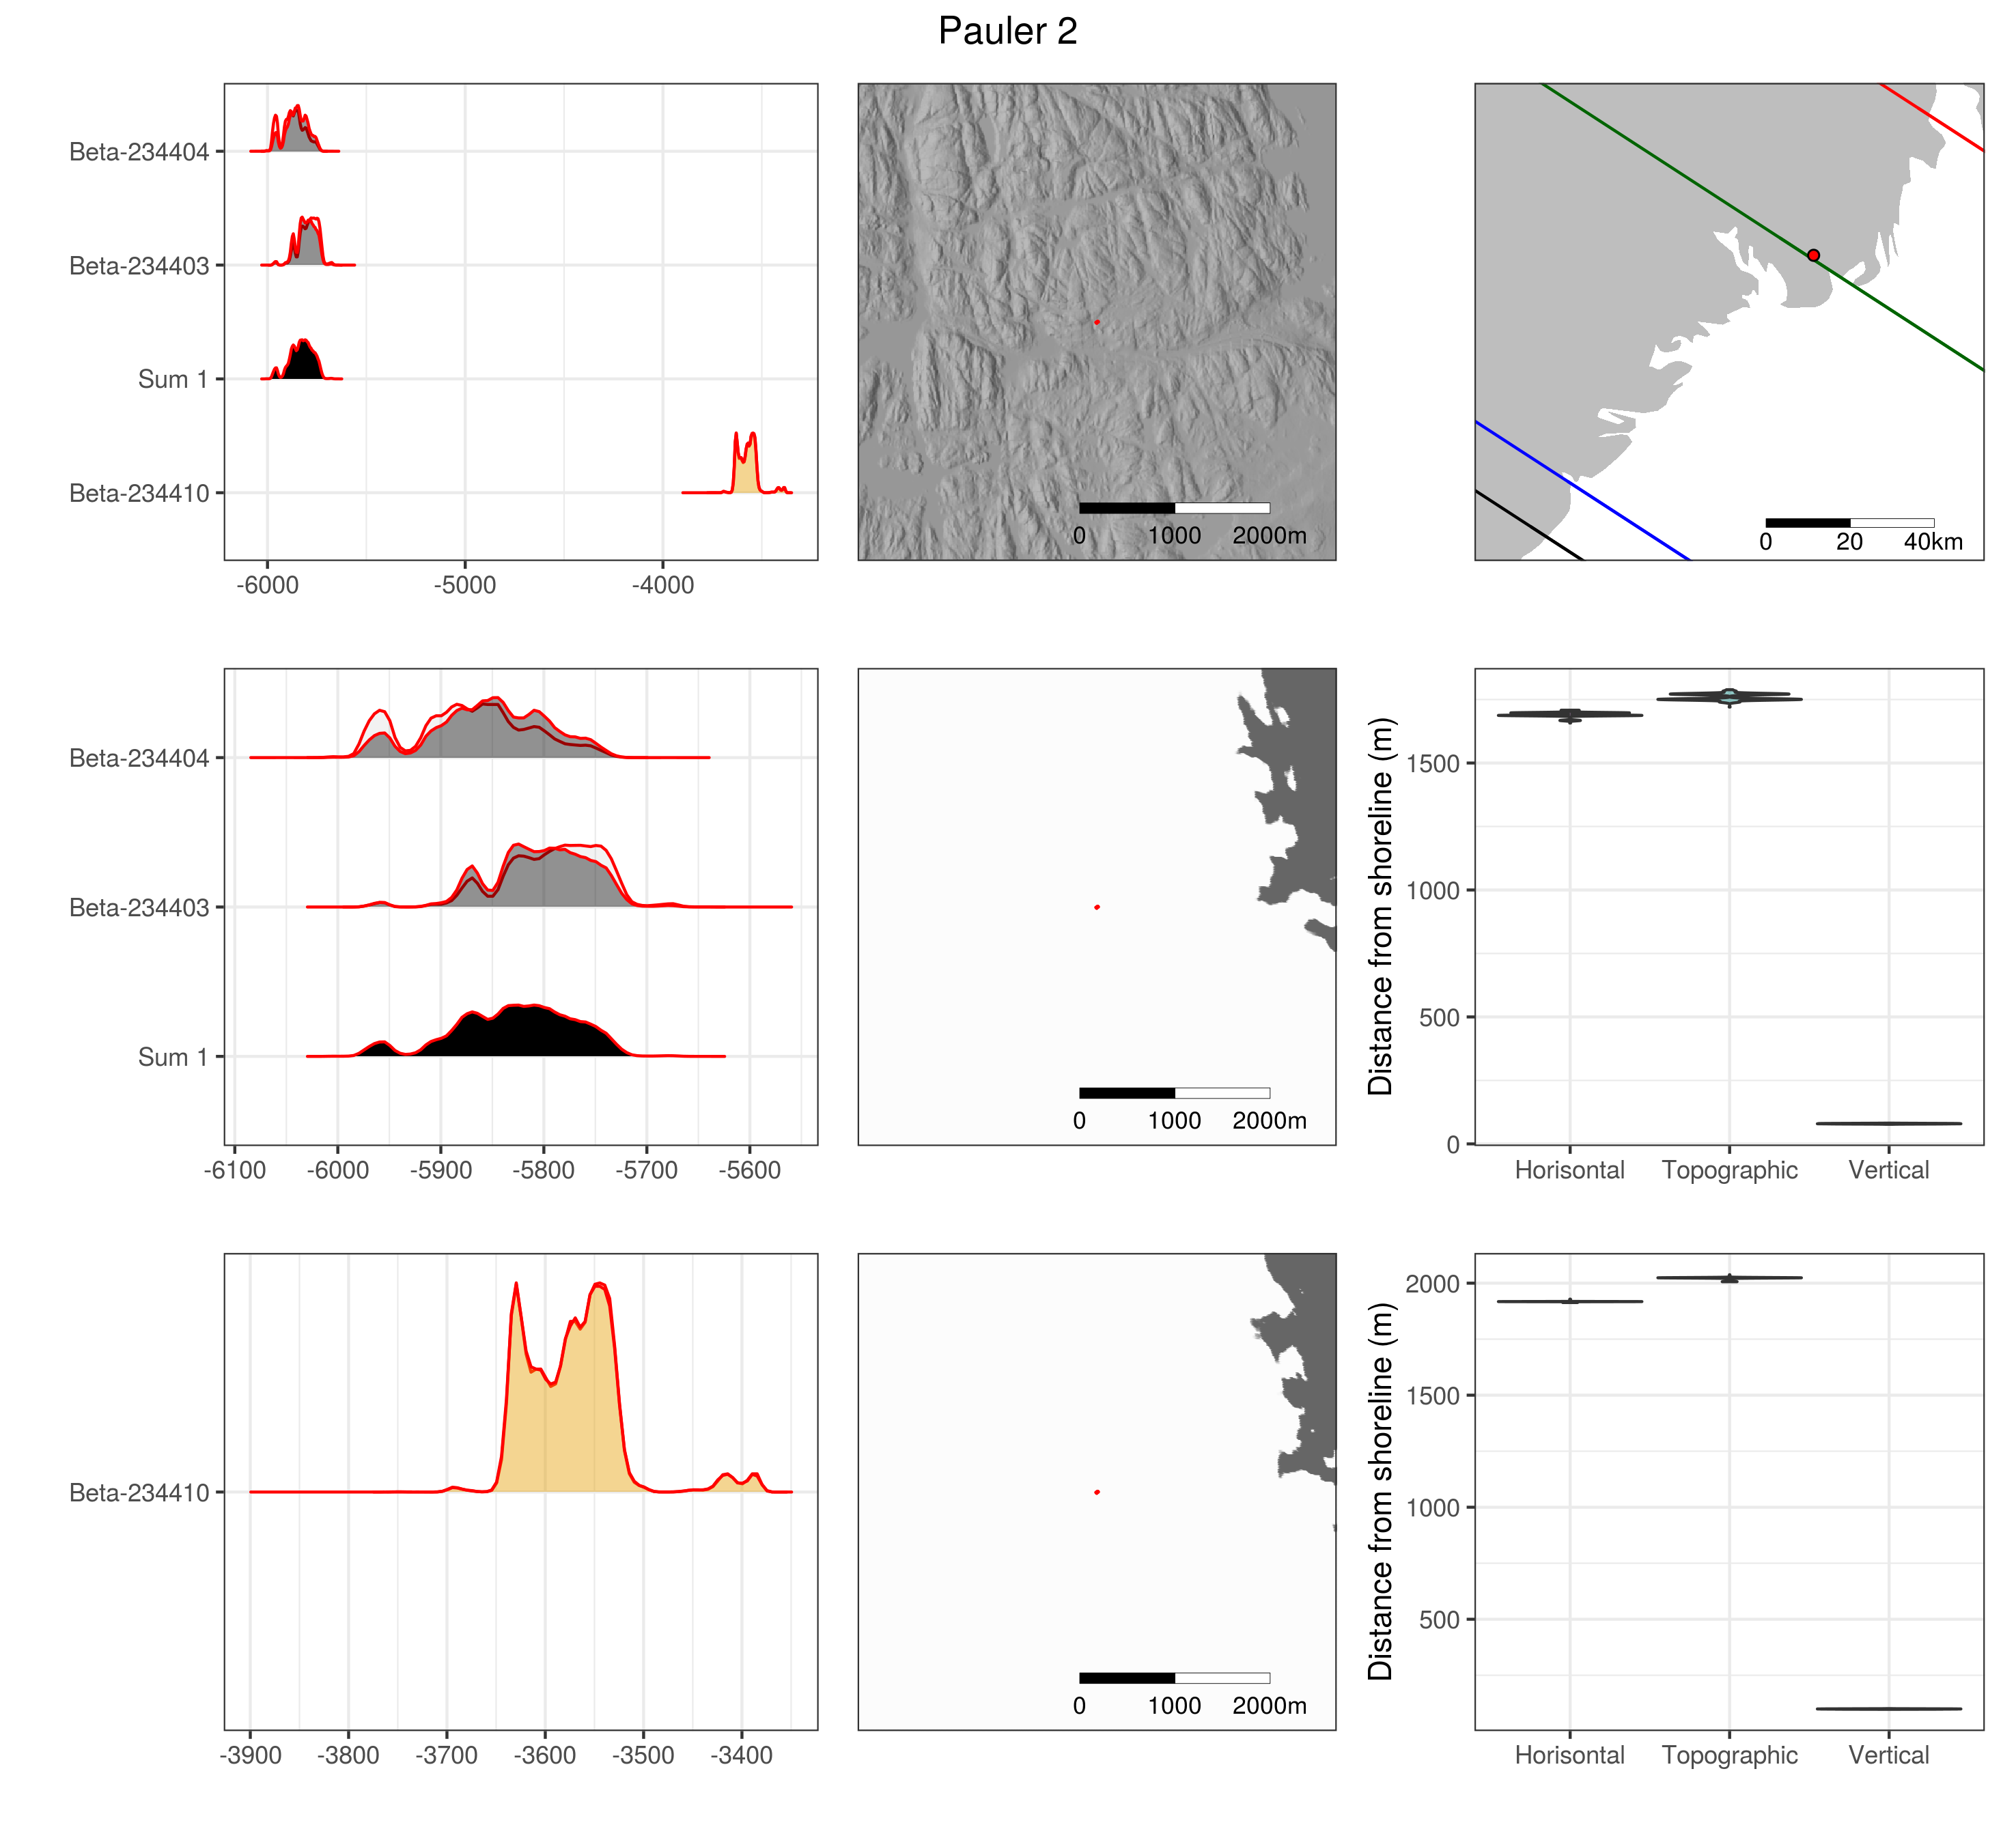 Pauler 2
Beta-234404
Beta-234403
Sum 1
Beta-234410
-6000 -5000 -4000
0 1000 2000m
0 20 40km
Beta-234404
Beta-234403
Sum 1
-6100 -6000 -5900 -5800 -5700 -5600
0 1000 2000m
Distance from shoreline (m)
1500
1000
500
0
Horisontal Topographic Vertical
Beta-234410
-3900 -3800 -3700 -3600 -3500 -3400
0 1000 2000m
Distance from shoreline (m)
2000
1500
1000
500
Horisontal Topographic Vertical